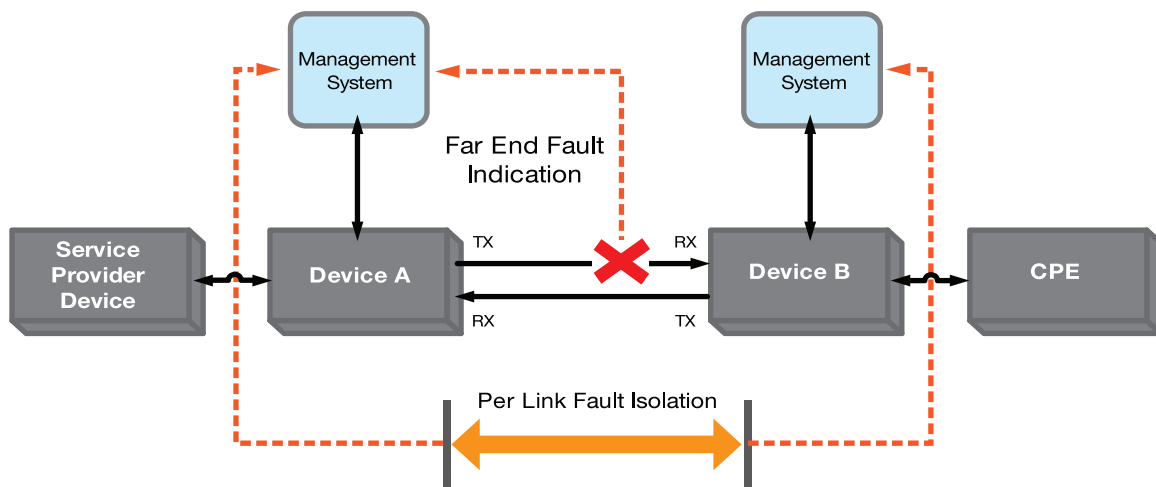 Management
System
Management
System
Far End Fault
Indication
Service
Provider
Device
Device A
TX
RX
RX
TX
Device B
CPE
Per Link Fault Isolation